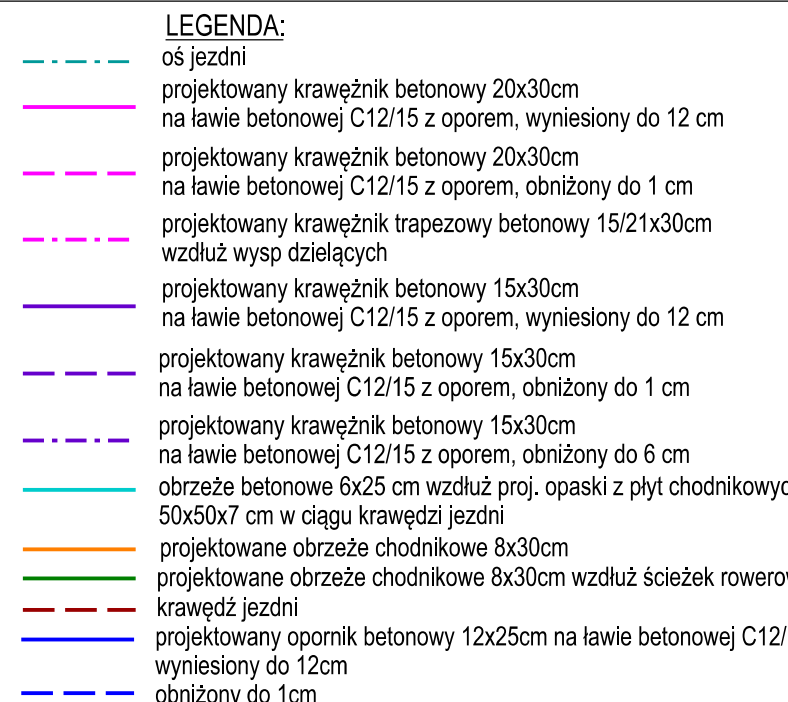 LEGENDA:
oś jezdni
projektowany krawężnik betonowy 20x30cm
na ławie betonowej C12/15 z oporem, wyniesiony do 12 cm
projektowany krawężnik betonowy 20x30cm
na ławie betonowej C12/15 z oporem, obniżony do 1 cm
projektowany krawężnik trapezowy betonowy 15/21x30cm
wzdłuż wysp dzielących
projektowany krawężnik betonowy 15x30cm
na ławie betonowej C12/15 z oporem, wyniesiony do 12 cm
projektowany krawężnik betonowy 15x30cm
na ławie betonowej C12/15 z oporem, obniżony do 1 cm
projektowany krawężnik betonowy 15x30cm
na ławie betonowej C12/15 z oporem, obniżony do 6 cm
obrzeże betonowe 6x25 cm wzdłuż proj. opaski z płyt chodnikowyc
50x50x7 cm w ciągu krawędzi jezdni
projektowane obrzeże chodnikowe 8x30cm
projektowane obrzeże chodnikowe 8x30cm wzdłuż ścieżek rowerow
krawędź jezdni
projektowany opornik betonowy 12x25cm na ławie betonowej C12/
wyniesiony do 12cm
obniżony do 1cm